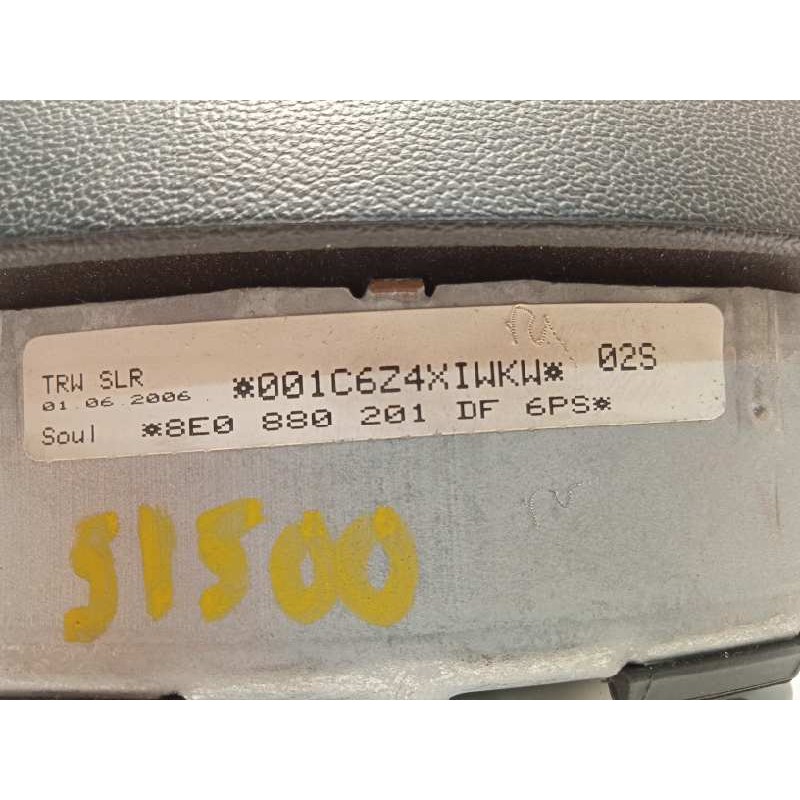 TRW SLR *001C6Z4XIWKW* 02S
01.06.2006
Soul *8E0 880 201 DF 6PS*
51500